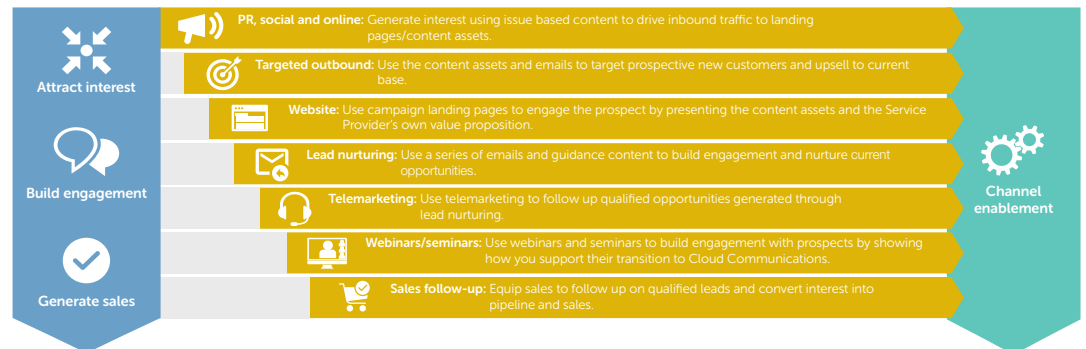 Attract interest
Build engagement
Generate sales
PR, social and online: Generate interest using issue based content to drive inbound traffic to landing
pages/content assets.
Targeted outbound: Use the content assets and emails to target prospective new customers and upsell to current
base.
Website: Use campaign landing pages to engage the prospect by presenting the content assets and the Service
Provider's own value proposition.
Lead nurturing: Use a series of emails and guidance content to build engagement and nurture current
opportunities.
Telemarketing: Use telemarketing to follow up qualified opportunities generated through
lead nurturing.
Webinars/seminars: Use webinars and seminars to build engagement with prospects by showing
how you support their transition to Cloud Communications.
Sales follow-up: Equip sales to follow up on qualified leads and convert interest into
pipeline and sales.
Channel
enablement